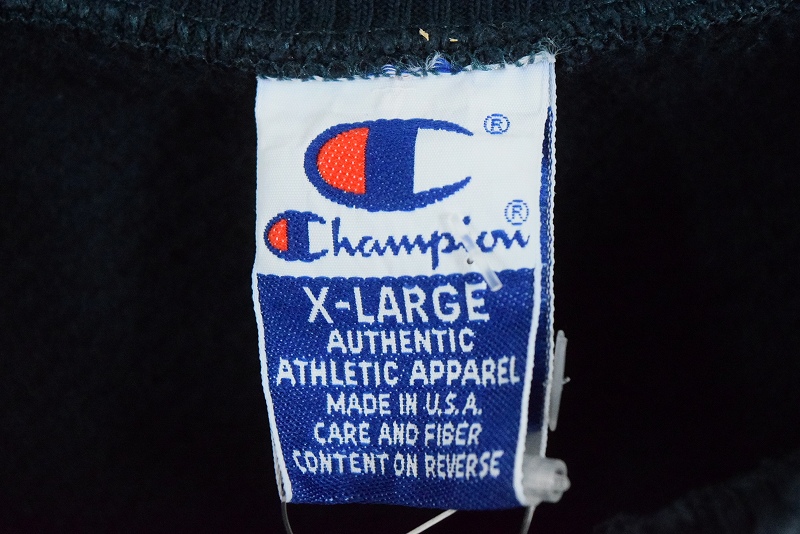 ®
Champion®
X-LARGE
AUTHENTIC
ATHLETIC APPAREL
MADE IN U.S.A.
CARE AND FIBER
CONTENT ON REVERSE